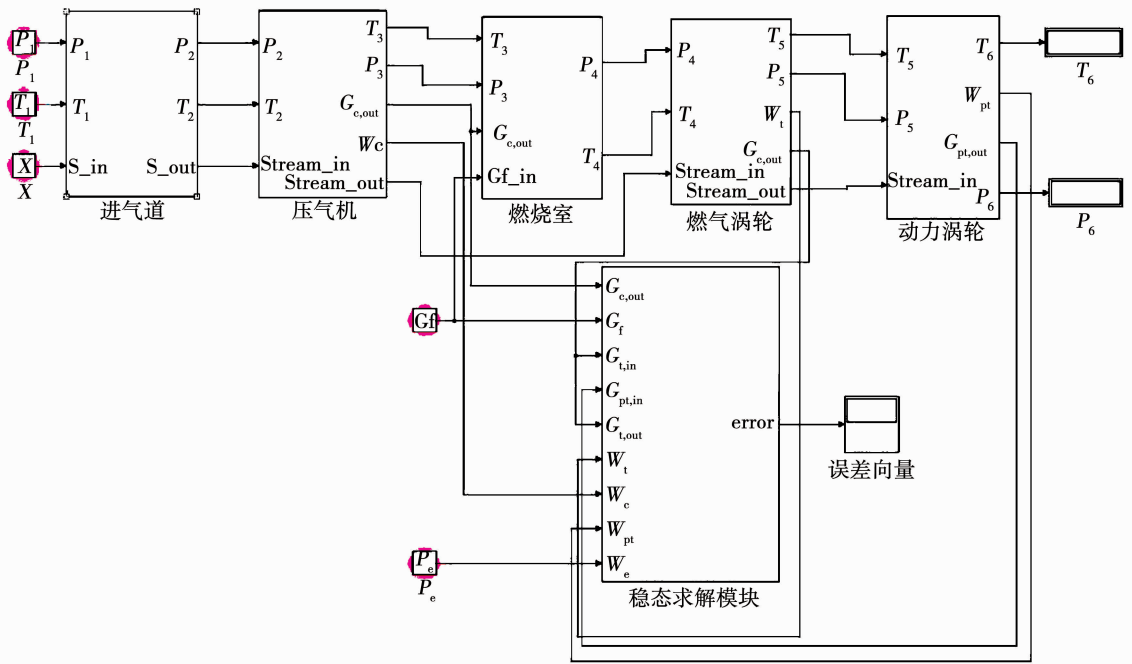 P1
P1
T1
T1
X
X
P1
T1
S_in
P2
T2
S_out
进气道
P2
T2
Stream_in
T3
P3
Gc,out
Wc
Stream_out
压气机
T3
P3
Gc,out
Gf_in
P4
T4
燃烧室
P4
T4
Stream_in
T5
P5
Wt
Gc,out
Stream_out
燃气涡轮
T5
P5
Stream_in
T6
Wpt
Gpt,out
P6
动力涡轮
T6
P6
Gf
Pe
Pe
Gc,out
Gf
Gt,in
Gpt,in
Gt,out
Wt
Wc
Wpt
We
error
稳态求解模块
误差向量